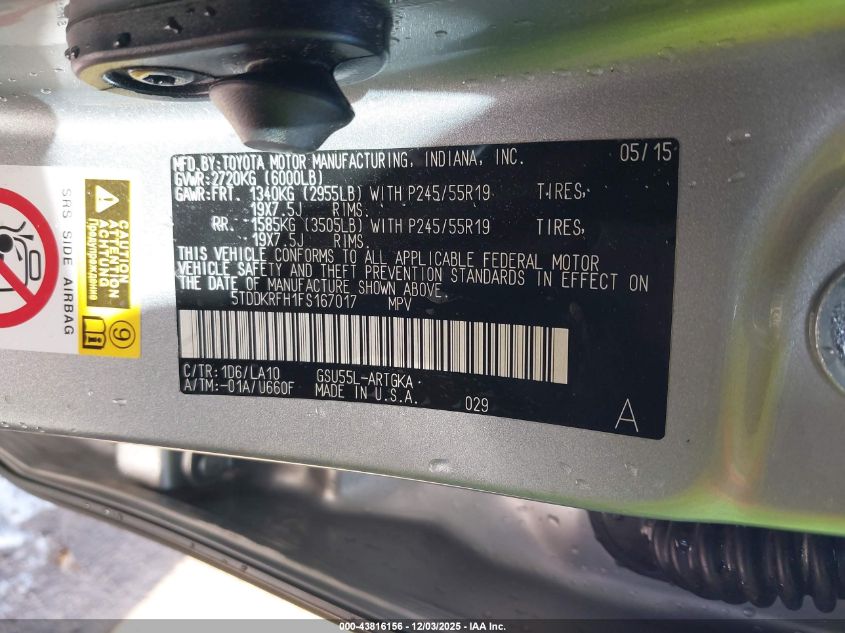 MFD.BY:TOYOTA MOTOR MANUFACTURING, INDIANA, INC. 05/15
GVWR:2720KG (6000LB)
GAWR:FRT. 1340KG (2955LB) WITH P245/55R19 TIRES,
19X7.5J RIMS.
RR. 1585KG (3505LB) WITH P245/55R19 TIRES,
19X7.5J RIMS.
THIS VEHICLE CONFORMS TO ALL APPLICABLE FEDERAL MOTOR
VEHICLE SAFETY AND THEFT PREVENTION STANDARDS IN EFFECT ON
THE DATE OF MANUFACTURE SHOWN ABOVE.
5TDDKRFH1FS167017 MPV
C/TR:1D6/LA10 GSU55L-ARTGKA
A/TM:-01A/U660F MADE IN U.S.A. 029 A
SRS SIDE AIRBAG
CAUTION
ATTENTION
ACHTUNG
Предупреждение
9
000-43816156 - 12/03/2025 - IAA Inc.